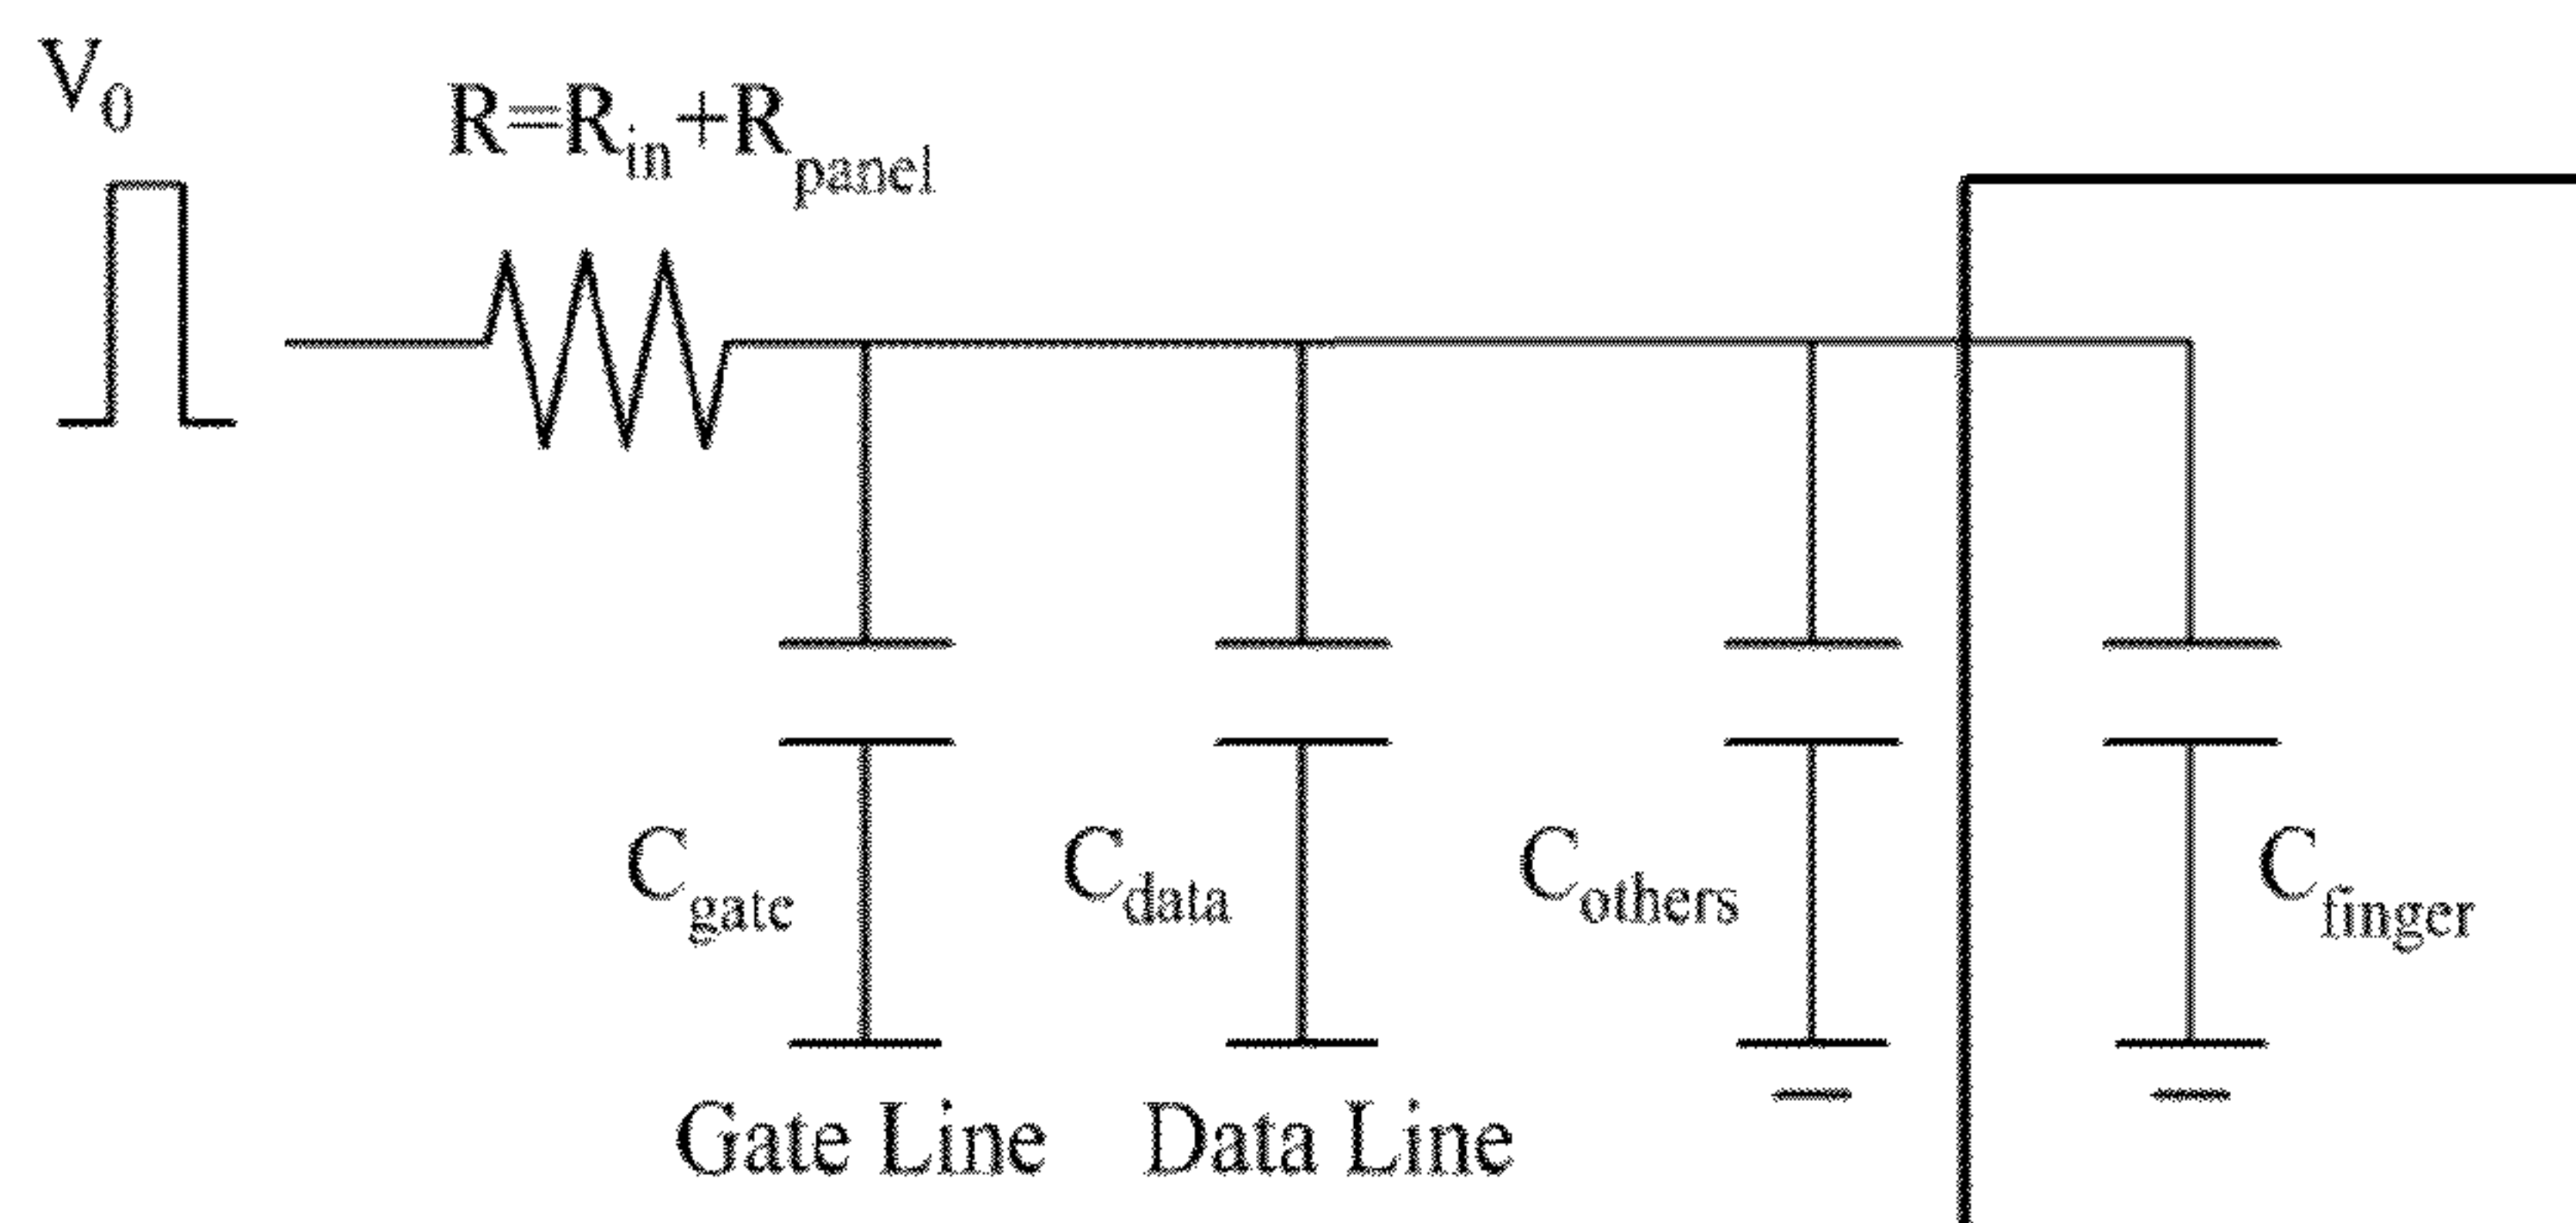 V0
R=Rin+Rpanel
Cgate
Cdata
Cothers
Cfinger
Gate Line
Data Line